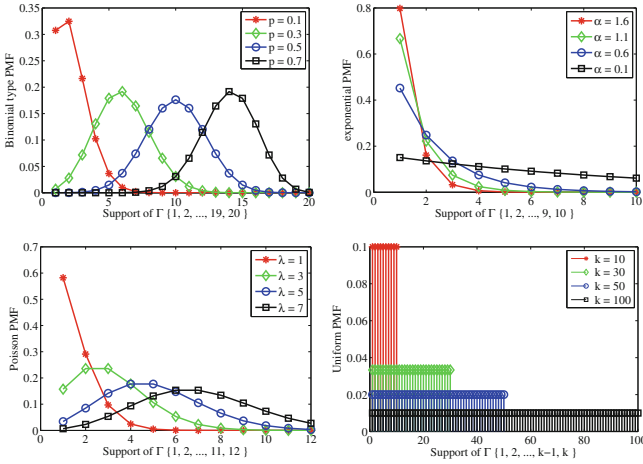 Binomial type PMF
0.35
0.3
0.25
0.2
0.15
0.1
0.05
0
0 5 10 15 20
Support of Γ {1, 2, ..., 19, 20 }
p = 0.1
p = 0.3
p = 0.5
p = 0.7
exponential PMF
0.8
0.6
0.4
0.2
0
0 2 4 6 8 10
Support of Γ {1, 2, ..., 9, 10 }
α = 1.6
α = 1.1
α = 0.6
α = 0.1
Poisson PMF
0.7
0.6
0.5
0.4
0.3
0.2
0.1
0
0 2 4 6 8 10 12
Support of Γ {1, 2, ..., 11, 12 }
λ = 1
λ = 3
λ = 5
λ = 7
Uniform PMF
0.1
0.08
0.06
0.04
0.02
0
0 20 40 60 80 100
Support of Γ {1, 2, ..., k−1, k }
k = 10
k = 30
k = 50
k = 100